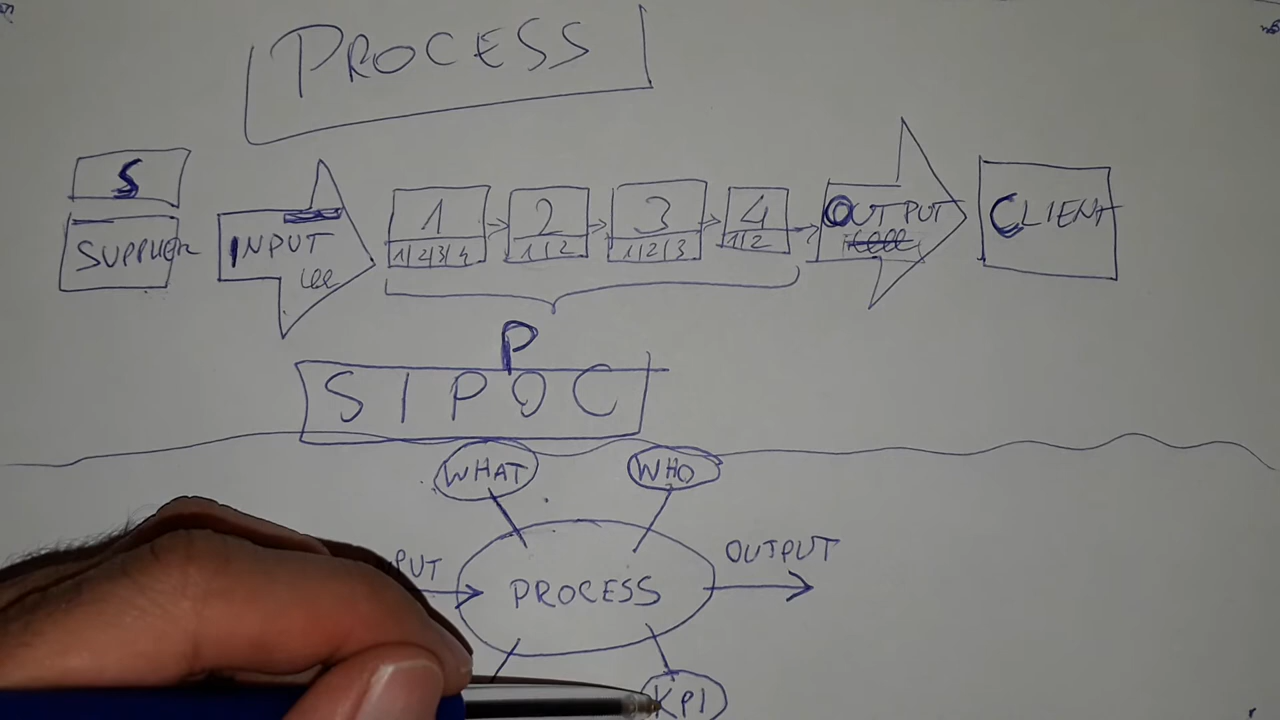 PROCESS
S
SUPPLIER
INPUT
1 2 3 4
1|2|3|4 1|2 1|2|3 1|2
OUTPUT
CLIENT
P
SIPOC
WHAT WHO
PUT
PROCESS
OUTPUT
KPI